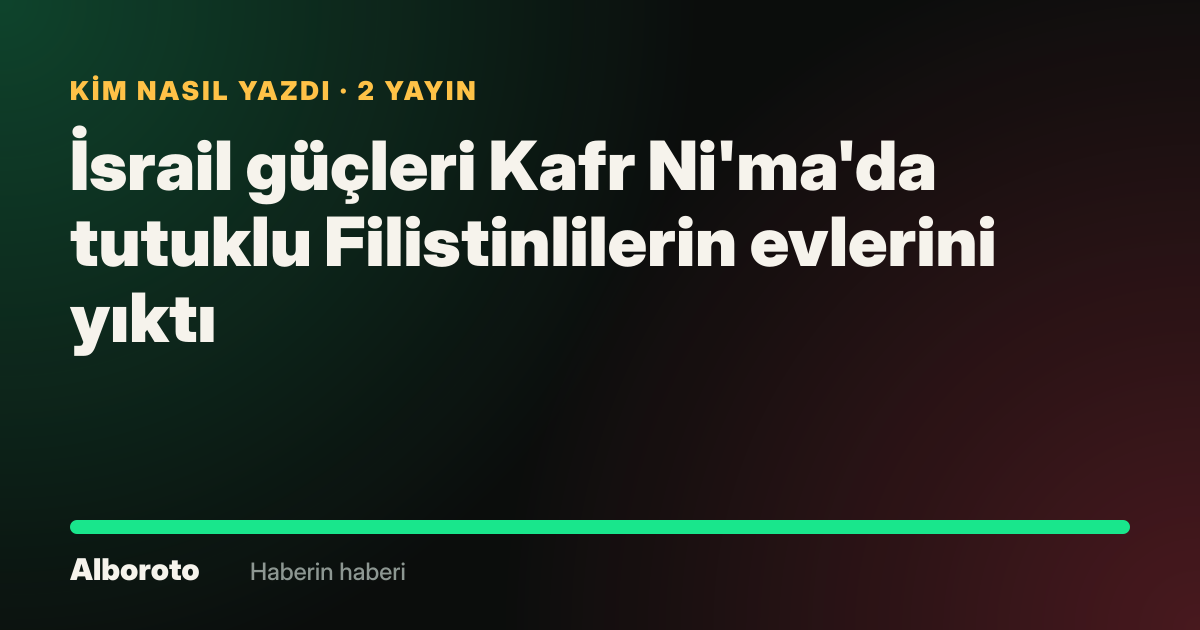 KİM NASIL YAZDI · 2 YAYIN
İsrail güçleri Kafr Ni'ma'da
tutuklu Filistinlilerin evlerini
yıktı
Alboroto
Haberin haberi